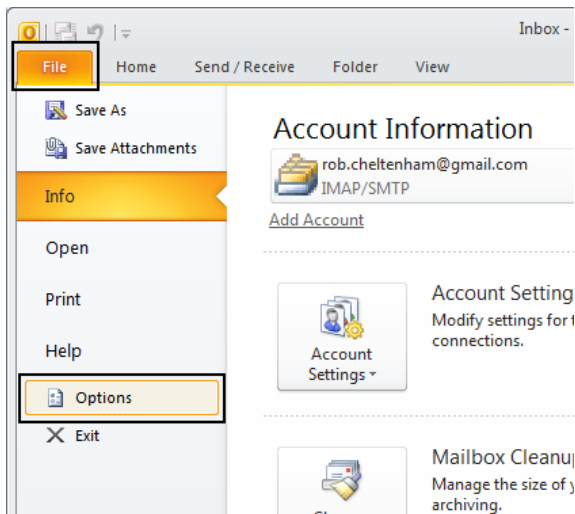 Inbox -
File Home Send / Receive Folder View
Save As
Save Attachments
Info
Open
Print
Help
Options
Exit
Account Information
rob.cheltenham@gmail.com
IMAP/SMTP
Add Account
Account Settings
Account Setting
Modify settings for t
connections.
Mailbox Cleanup
Manage the size of y
archiving.